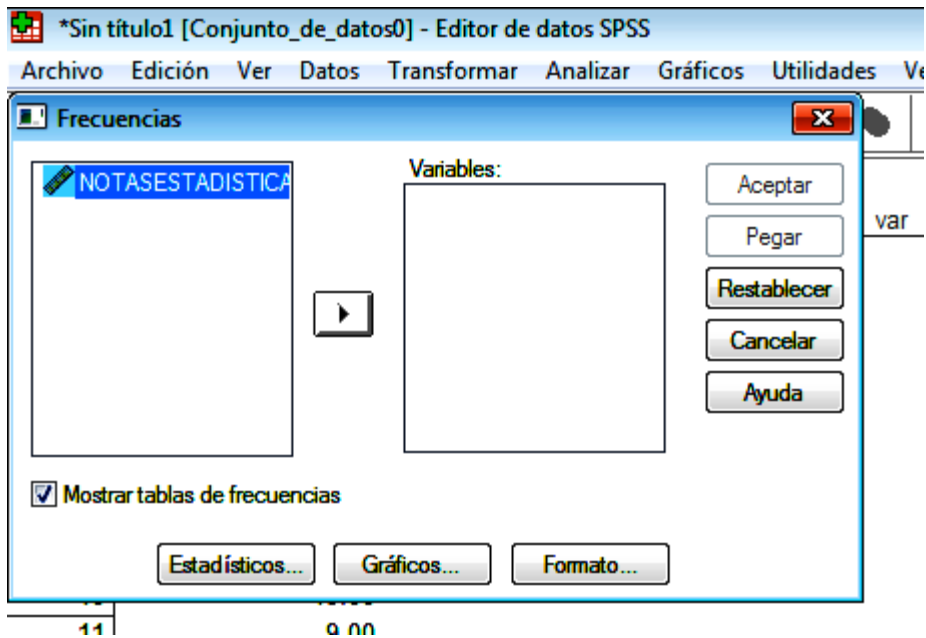 *Sin título1 [Conjunto_de_datos0] - Editor de datos SPSS
Archivo Edición Ver Datos Transformar Analizar Gráficos Utilidades
Frecuencias
NOTASESTADISTICA
Variables:
Aceptar
Pegar
Restablecer
Cancelar
Ayuda
var
Mostrar tablas de frecuencias
Estadísticos... Gráficos... Formato...
11 9,00